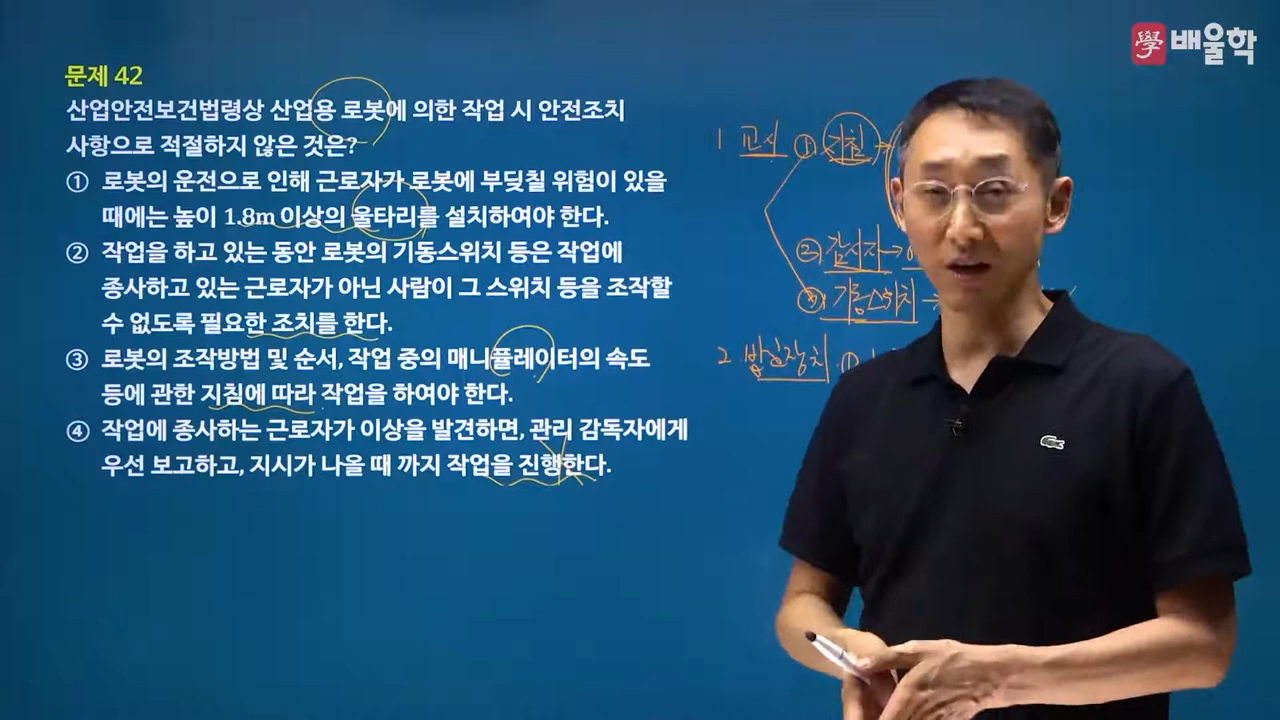 學 배울학
문제 42
산업안전보건법령상 산업용 로봇에 의한 작업 시 안전조치
사항으로 적절하지 않은 것은?
① 로봇의 운전으로 인해 근로자가 로봇에 부딪칠 위험이 있을
때에는 높이 1.8m 이상의 울타리를 설치하여야 한다.
② 작업을 하고 있는 동안 로봇의 기동스위치 등은 작업에
종사하고 있는 근로자가 아닌 사람이 그 스위치 등을 조작할
수 없도록 필요한 조치를 한다.
③ 로봇의 조작방법 및 순서, 작업 중의 매니퓰레이터의 속도
등에 관한 지침에 따라 작업을 하여야 한다.
④ 작업에 종사하는 근로자가 이상을 발견하면, 관리 감독자에게
우선 보고하고, 지시가 나올 때 까지 작업을 진행한다.
1 교시 ① 지침 →
② 감시자 →
③ 기동스위치 →
2. 방호장치 ①